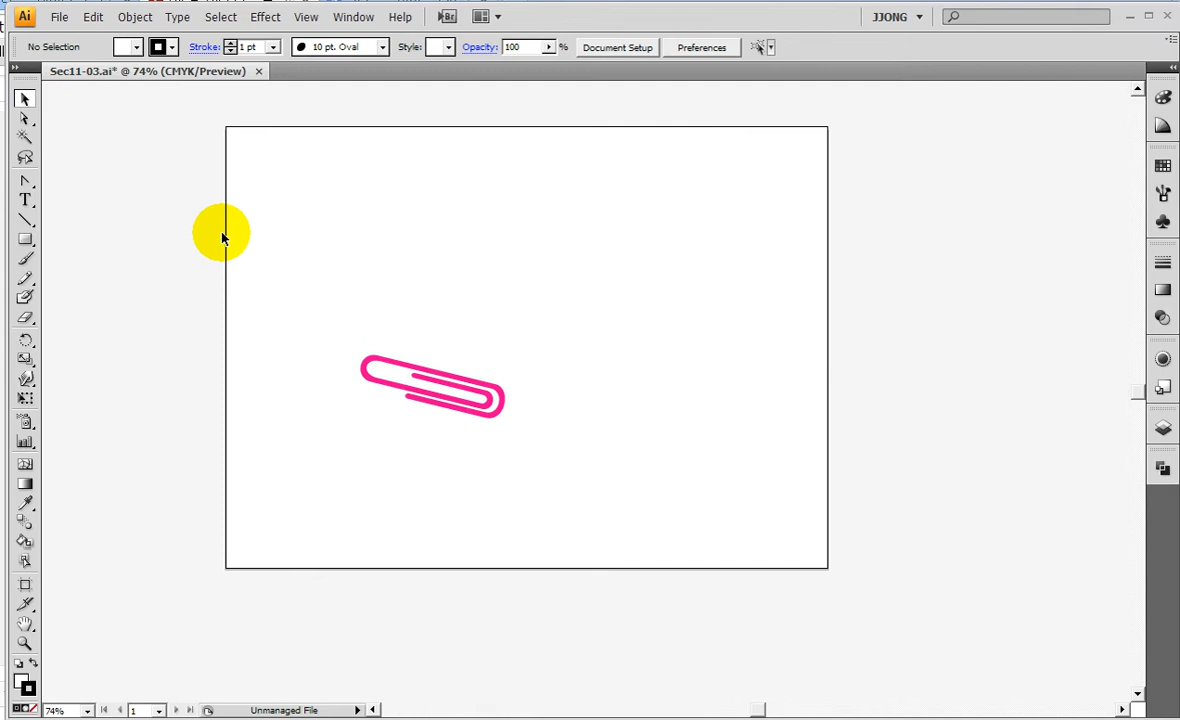 Ai File Edit Object Type Select Effect View Window Help Br JJONG
No Selection Stroke: 1 pt 10 pt. Oval Style: Opacity: 100 % Document Setup Preferences
Sec11-03.ai* @ 74% (CMYK/Preview)
T
74% 1 Unmanaged File